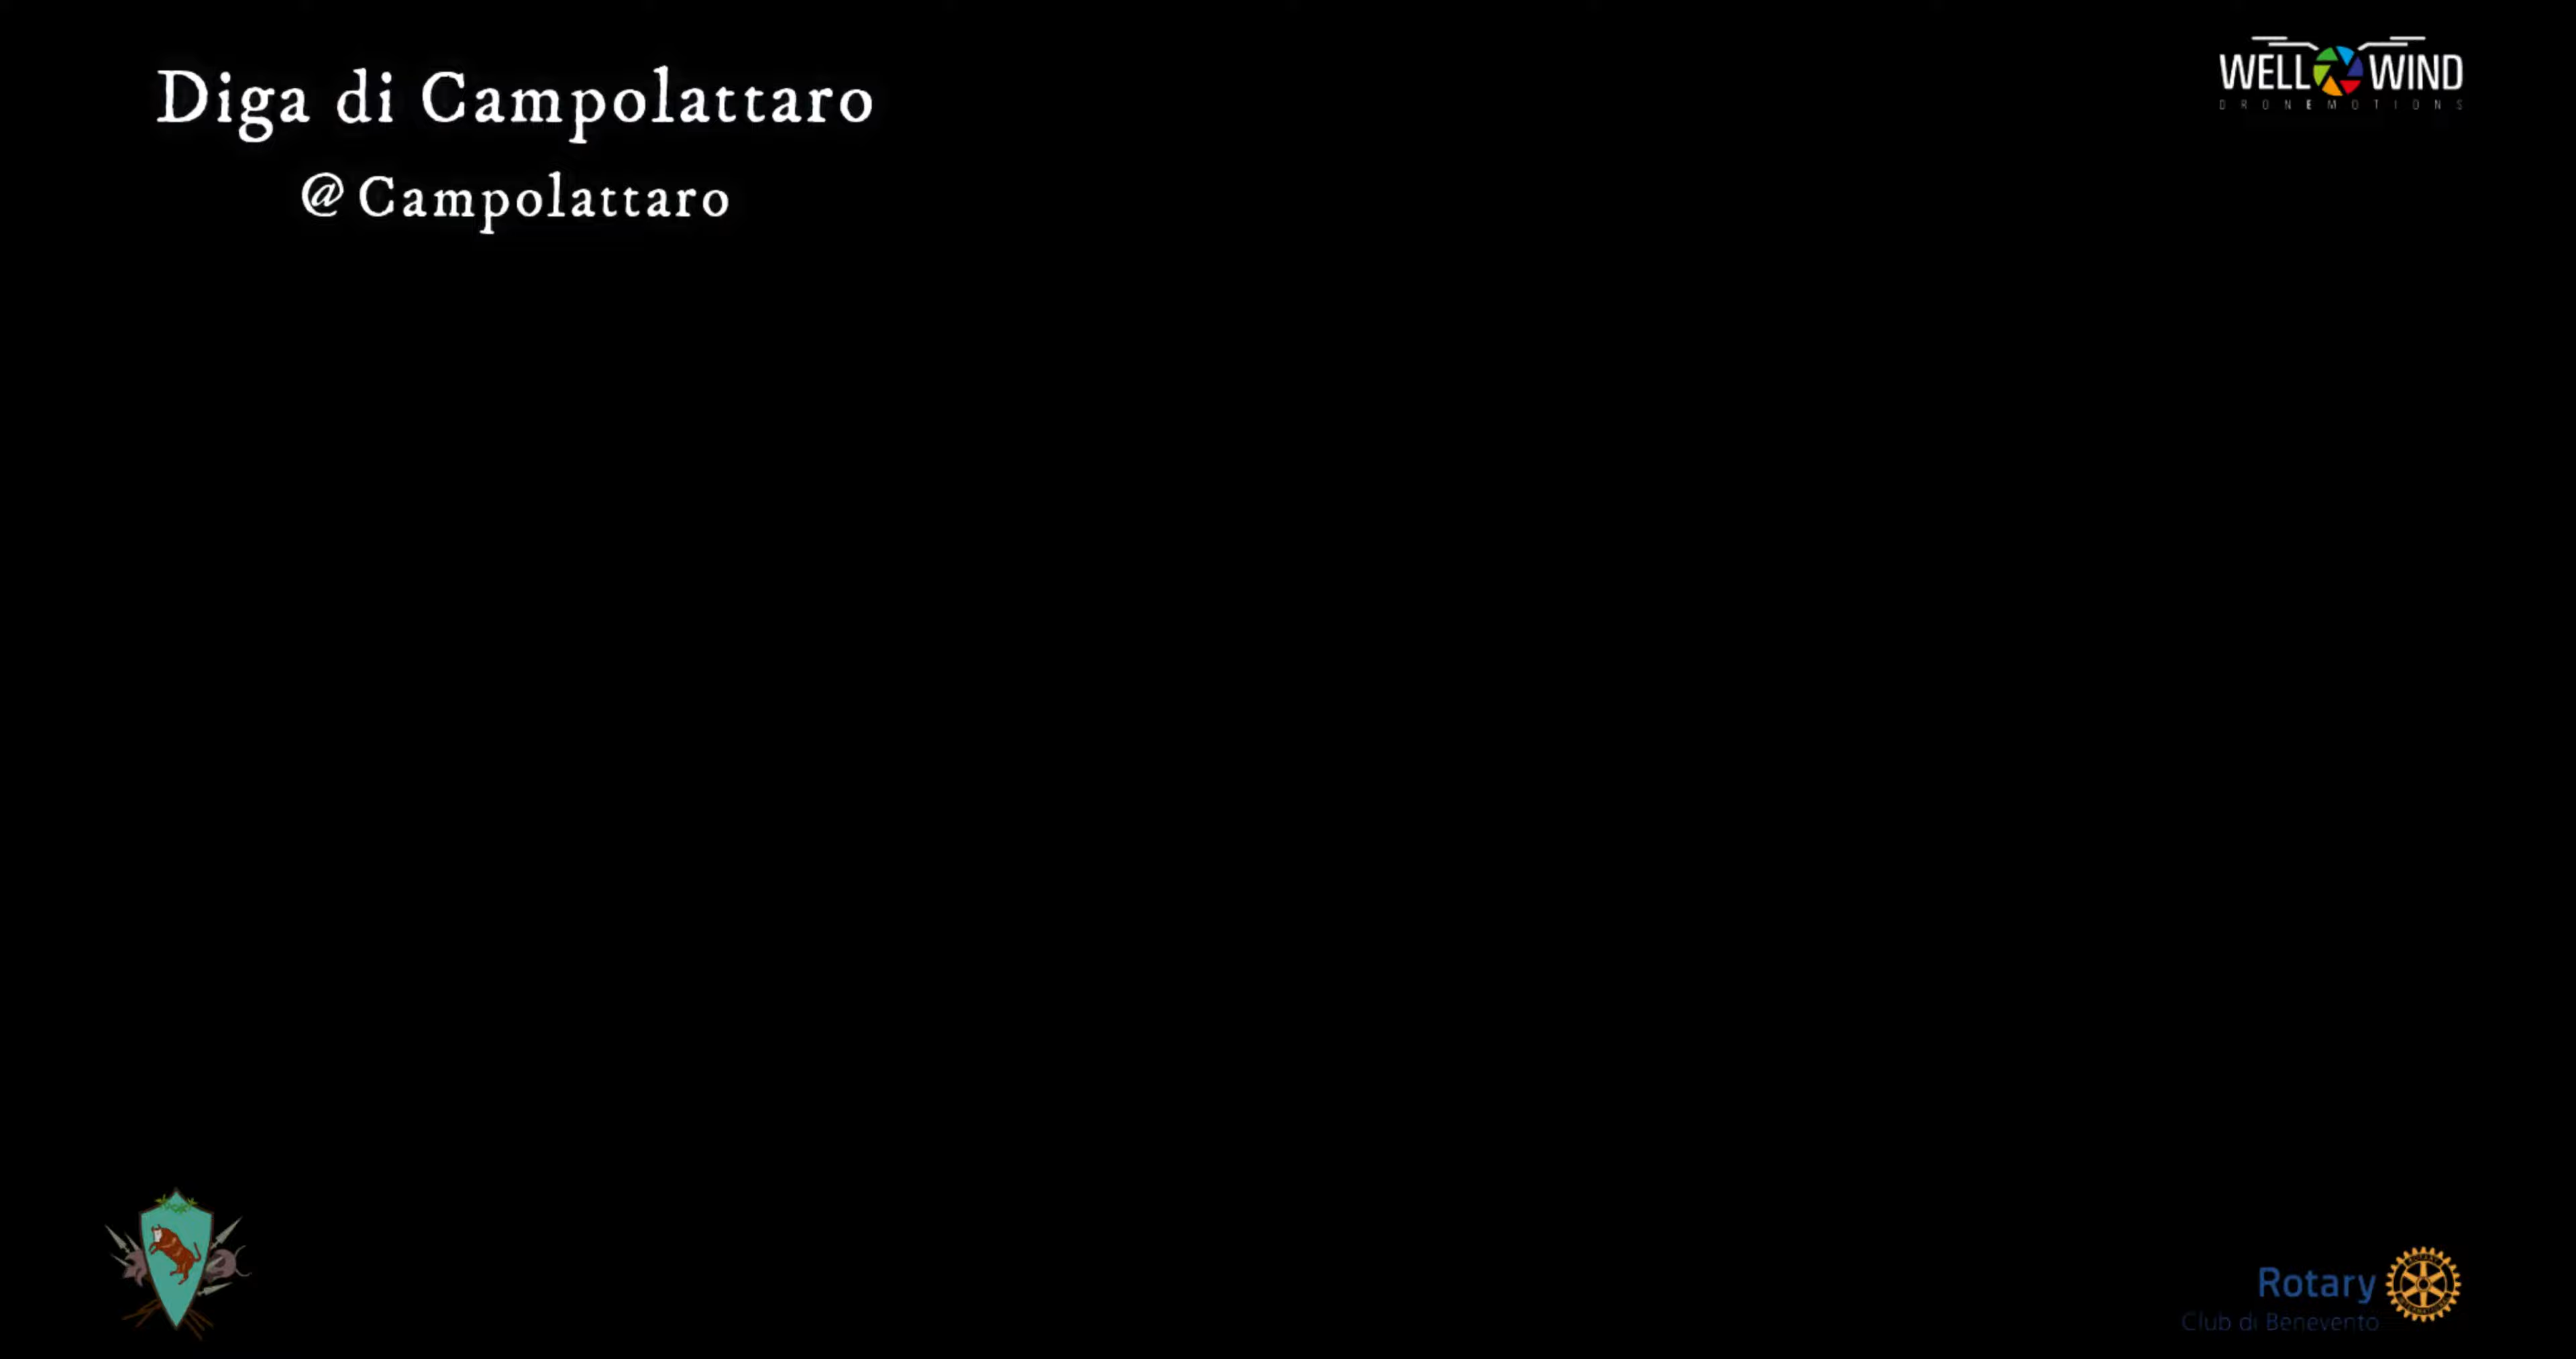 Diga di Campolattaro
@Campolattaro
WELL WIND
DRONEMOTIONS
Rotary
Club di Benevento